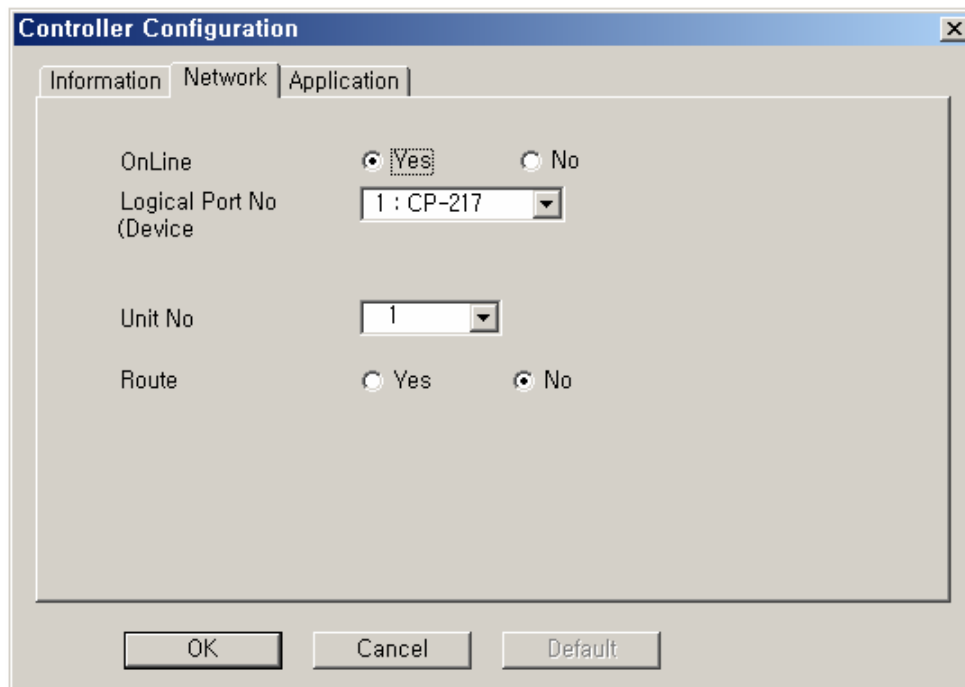 Controller Configuration
Information Network Application
OnLine Yes No
Logical Port No 1 : CP-217
(Device
Unit No 1
Route Yes No
OK Cancel Default